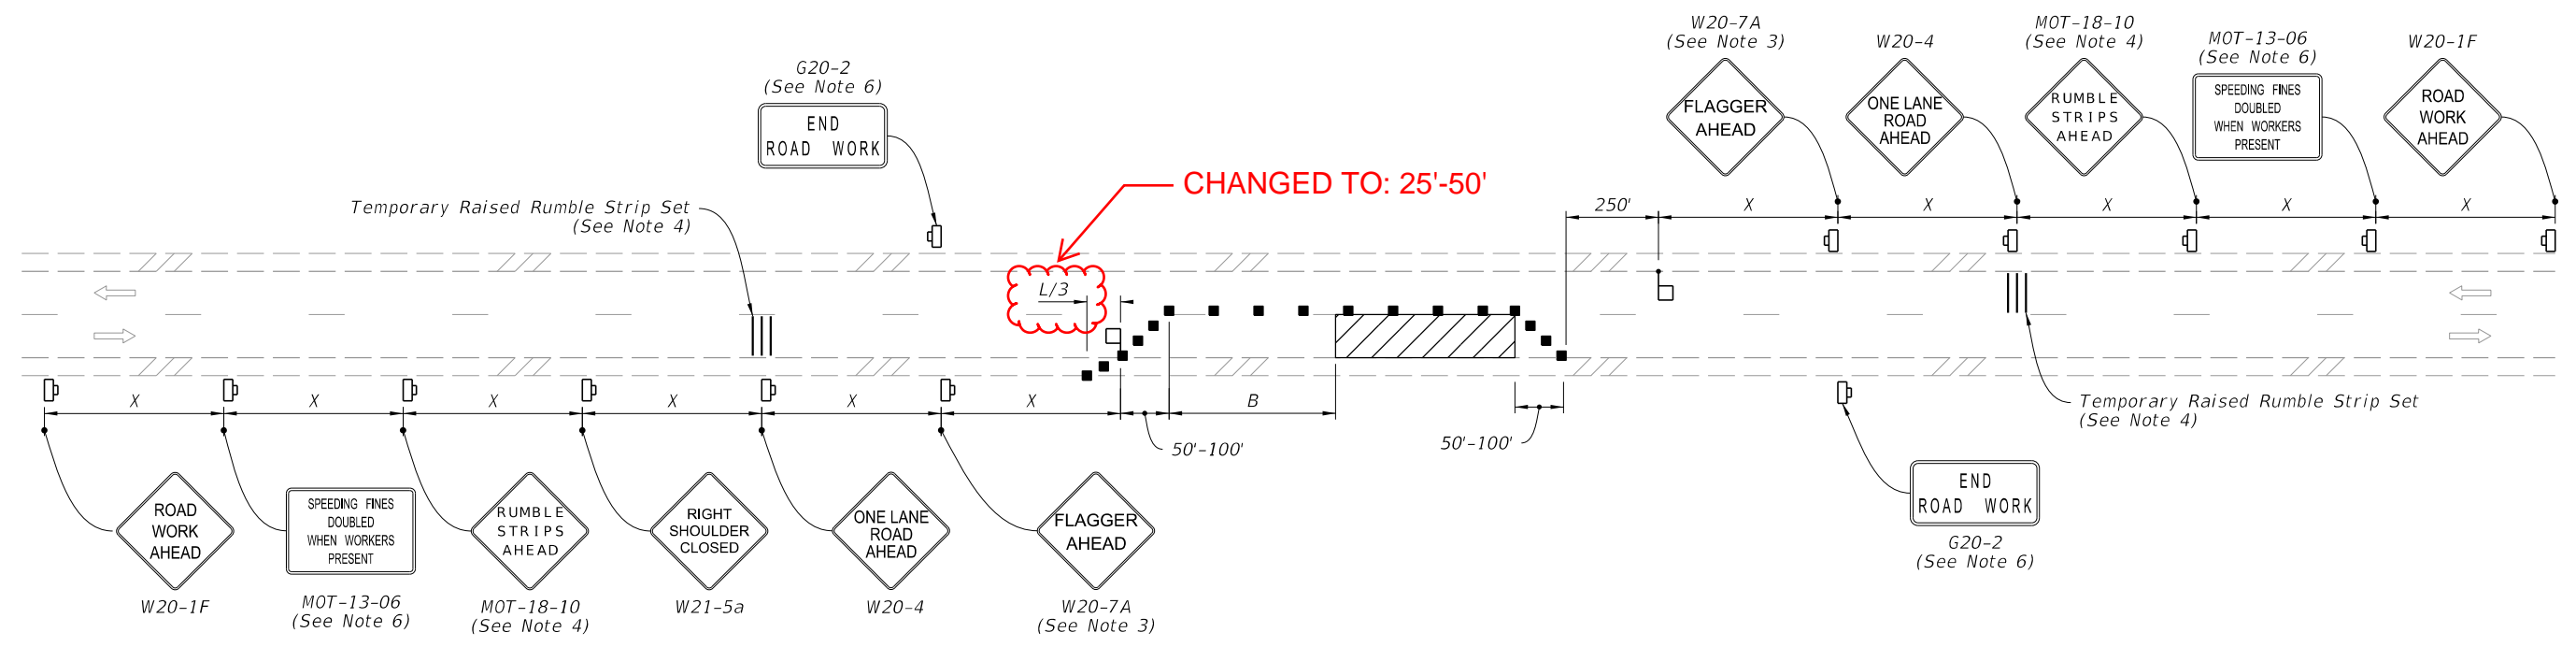 W20-7A
(See Note 3)
W20-4
MOT-18-10
(See Note 4)
MOT-13-06
(See Note 6)
W20-1F
G20-2
(See Note 6)
END
ROAD WORK
FLAGGER
AHEAD
ONE LANE
ROAD
AHEAD
RUMBLE
STRIPS
AHEAD
SPEEDING FINES
DOUBLED
WHEN WORKERS
PRESENT
ROAD
WORK
AHEAD
CHANGED TO: 25'-50'
Temporary Raised Rumble Strip Set
(See Note 4)
250'
X
X
X
X
X
L/3
X
X
X
X
X
X
B
50'-100'
50'-100'
Temporary Raised Rumble Strip Set
(See Note 4)
END
ROAD WORK
G20-2
(See Note 6)
ROAD
WORK
AHEAD
W20-1F
SPEEDING FINES
DOUBLED
WHEN WORKERS
PRESENT
MOT-13-06
(See Note 6)
RUMBLE
STRIPS
AHEAD
MOT-18-10
(See Note 4)
RIGHT
SHOULDER
CLOSED
W21-5a
ONE LANE
ROAD
AHEAD
W20-4
FLAGGER
AHEAD
W20-7A
(See Note 3)